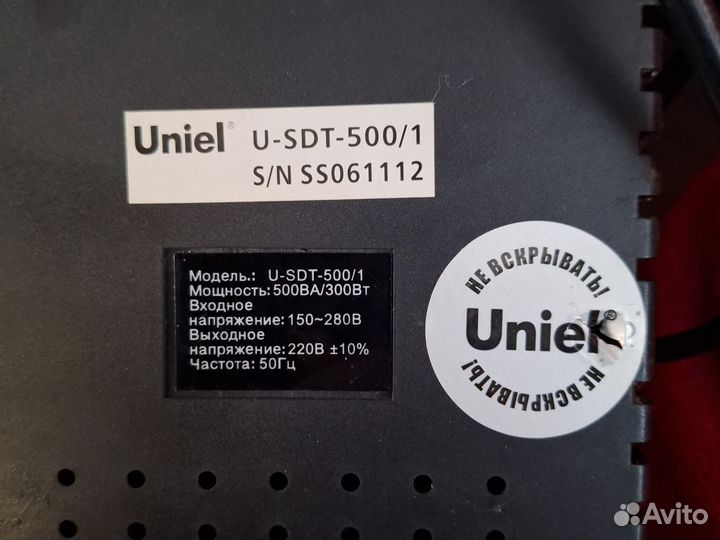 Uniel® U-SDT-500/1
S/N SS061112
Модель.: U-SDT-500/1
Мощность: 500ВА/300Вт
Входное
напряжение: 150~280В
Выходное
напряжение: 220В ±10%
Частота: 50Гц
НЕ ВСКРЫВАТЬ!
Uniel
НЕ ВСКРЫВАТЬ!
Avito